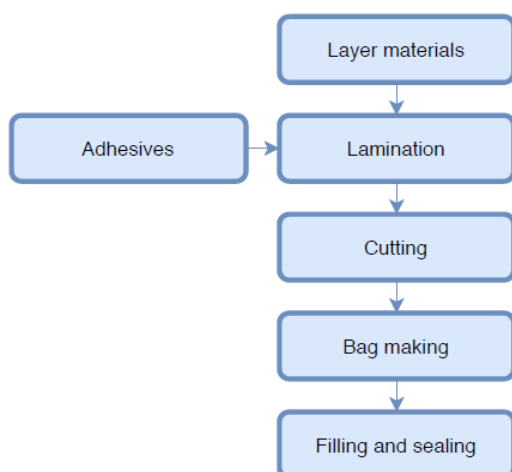 Layer materials
Adhesives
Lamination
Cutting
Bag making
Filling and sealing